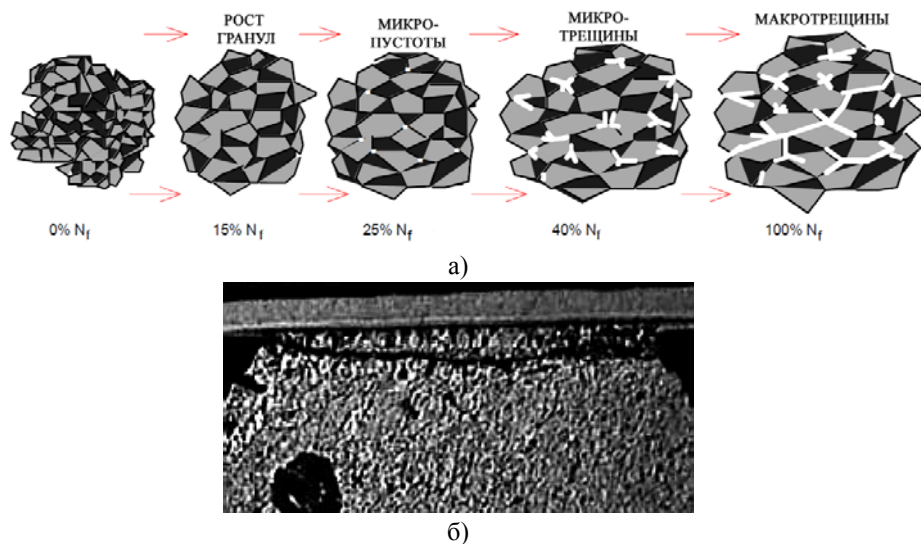 РОСТ
ГРАНУЛ
МИКРО-
ПУСТОТЫ
МИКРО-
ТРЕЩИНЫ
МАКРОТРЕЩИНЫ
0% Nf
15% Nf
25% Nf
40% Nf
100% Nf
а)
б)